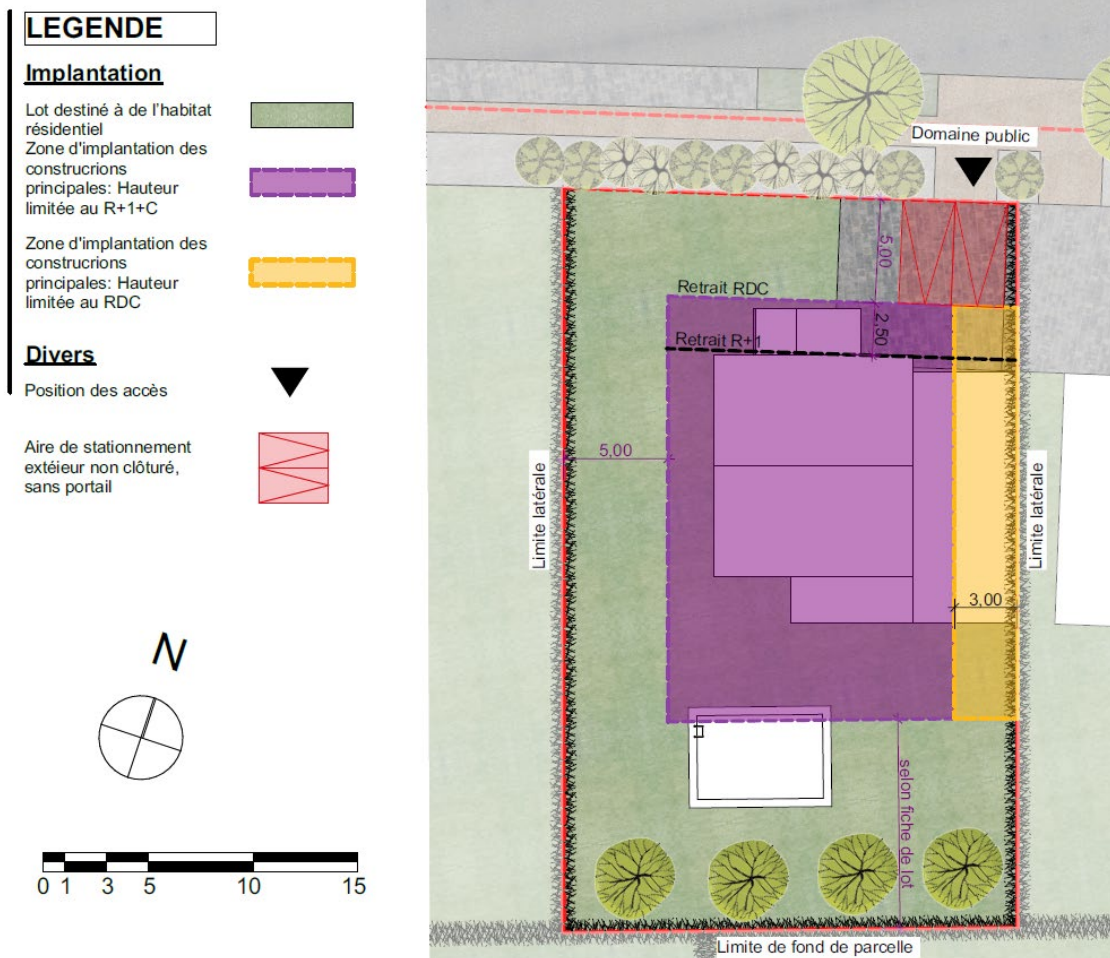 LEGENDE
Implantation
Lot destiné à de l'habitat
résidentiel
Zone d'implantation des
construcrions
principales: Hauteur
limitée au R+1+C
Zone d'implantation des
construcrions
principales: Hauteur
limitée au RDC
Divers
Position des accès
Aire de stationnement
extéieur non clôturé,
sans portail
N
0 1 3 5 10 15
Domaine public
5,00
Retrait RDC
2,50
Retrait R+1
5,00
Limite latérale
Limite latérale
3,00
selon fiche de lot
Limite de fond de parcelle